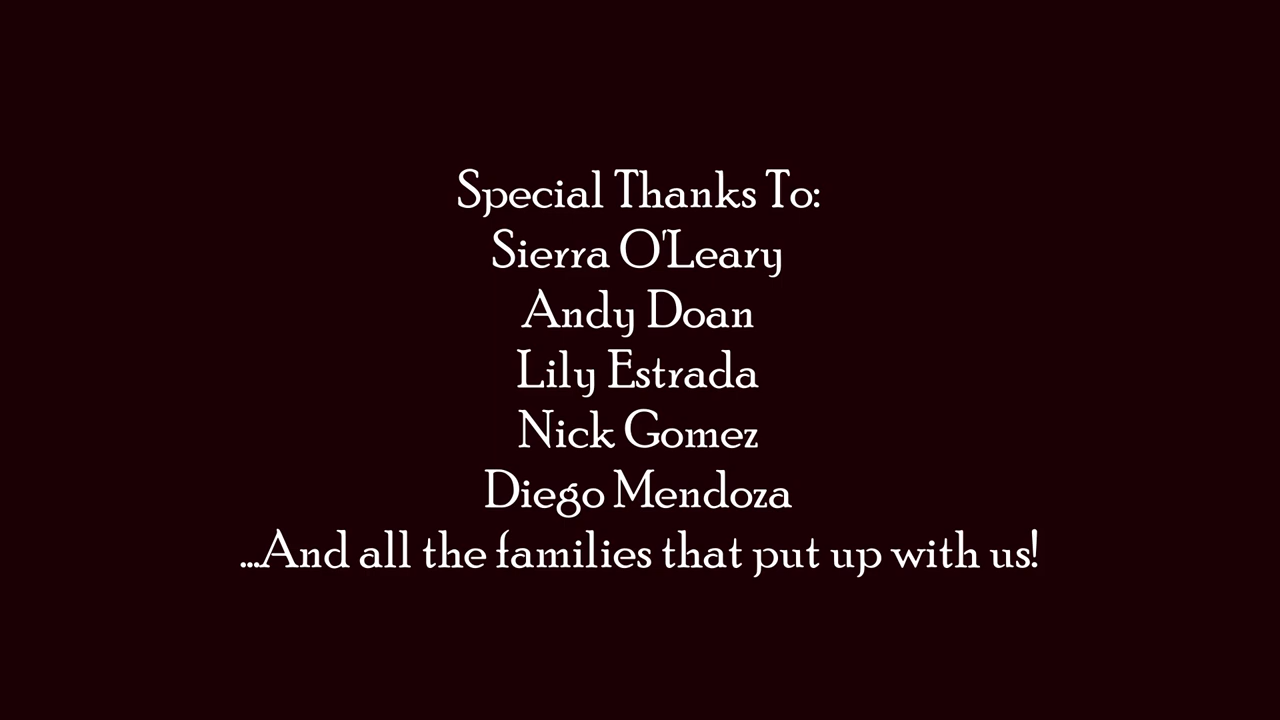 Special Thanks To:
Sierra O'Leary
Andy Doan
Lily Estrada
Nick Gomez
Diego Mendoza
...And all the families that put up with us!